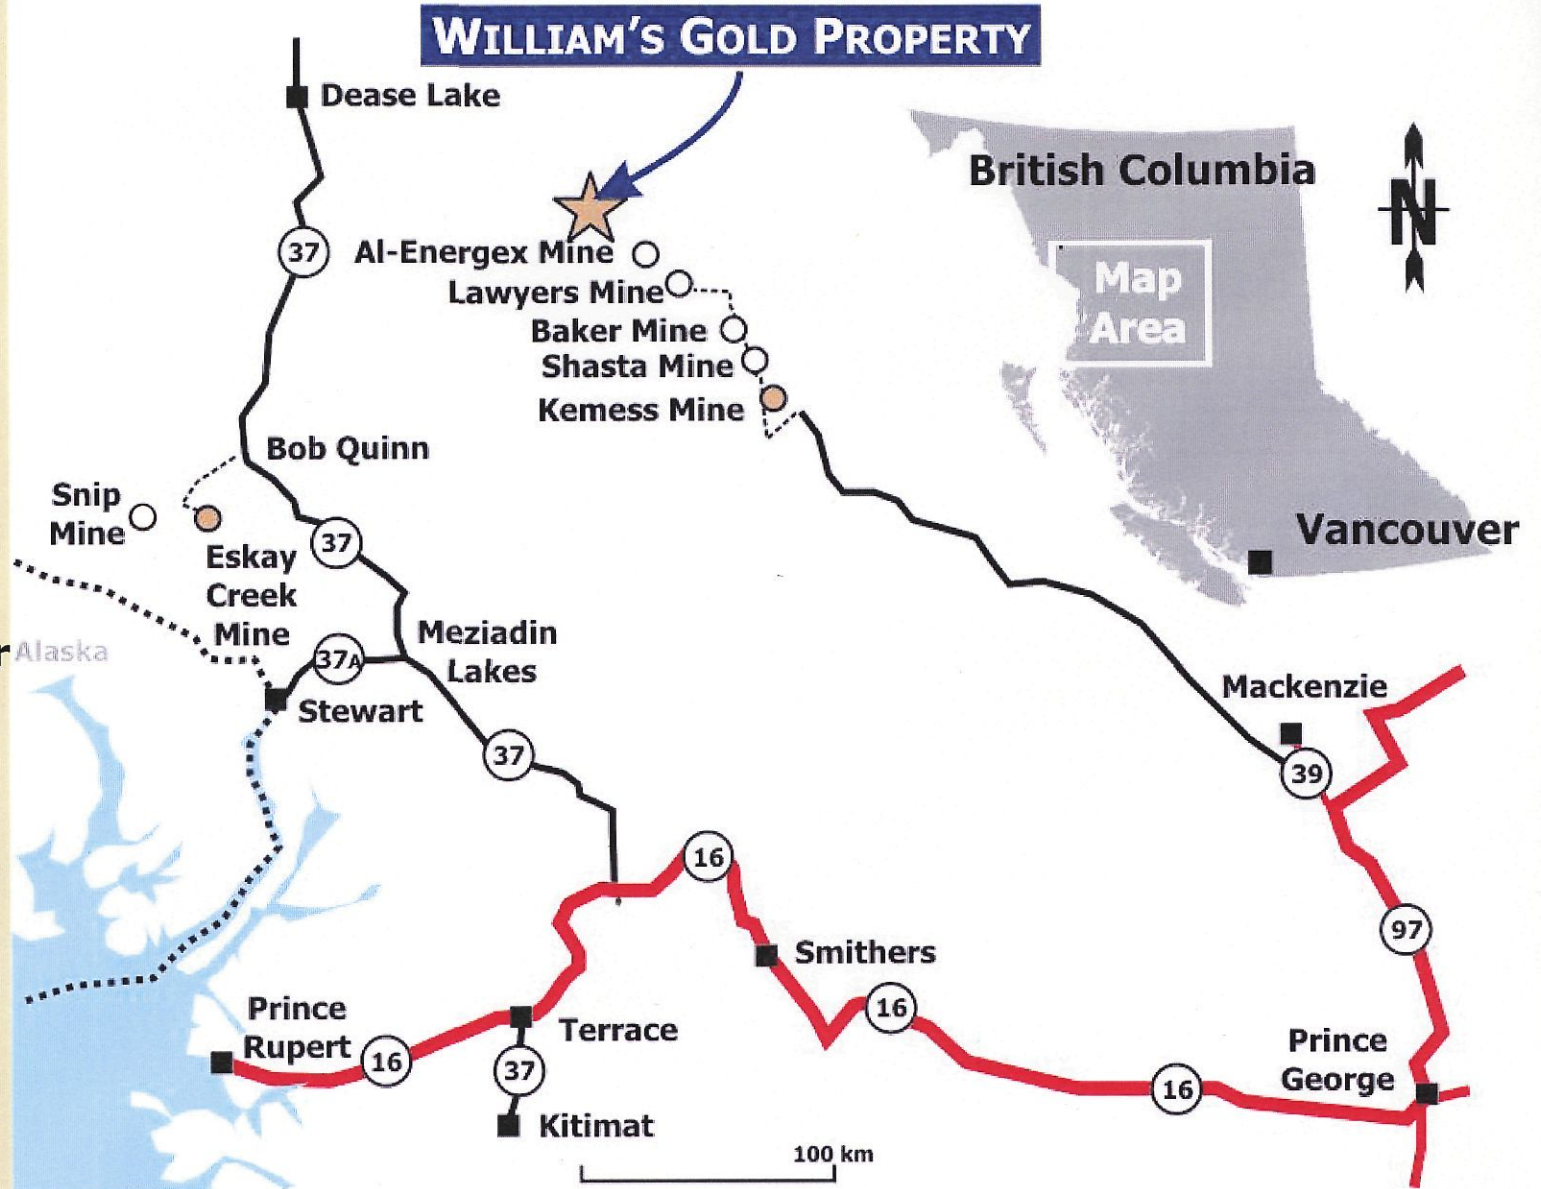 WILLIAM'S GOLD PROPERTY
Dease Lake
British Columbia
N
37
Al-Energex Mine
Map
Area
Lawyers Mine
Baker Mine
Shasta Mine
Kemess Mine
Bob Quinn
Snip
Mine
Vancouver
37
Eskay
Creek
Mine
Meziadin
Lakes
r
Alaska
37A
Stewart
Mackenzie
37
39
16
97
Smithers
16
Prince
Rupert
16
Terrace
37
Kitimat
Prince
George
16
100 km